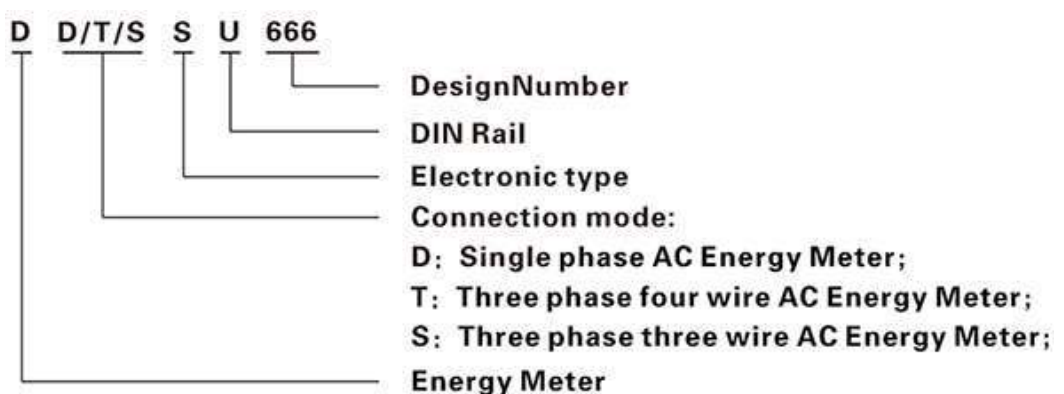 D D/T/S S U 666
DesignNumber
DIN Rail
Electronic type
Connection mode:
D: Single phase AC Energy Meter;
T: Three phase four wire AC Energy Meter;
S: Three phase three wire AC Energy Meter;
Energy Meter